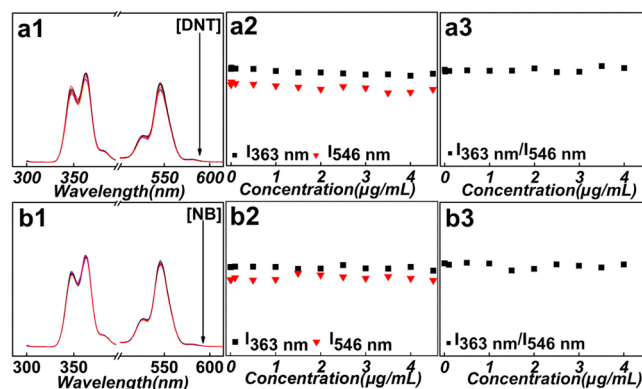 a1
[DNT]
300 350 550 600
Wavelength(nm)
a2
I363 nm I546 nm
0 1 2 3 4
Concentration(μg/mL)
a3
I363 nm/I546 nm
0 1 2 3 4
Concentration(μg/mL)
b1
[NB]
300 350 550 600
Wavelength(nm)
b2
I363 nm I546 nm
0 1 2 3 4
Concentration(μg/mL)
b3
I363 nm/I546 nm
0 1 2 3 4
Concentration(μg/mL)